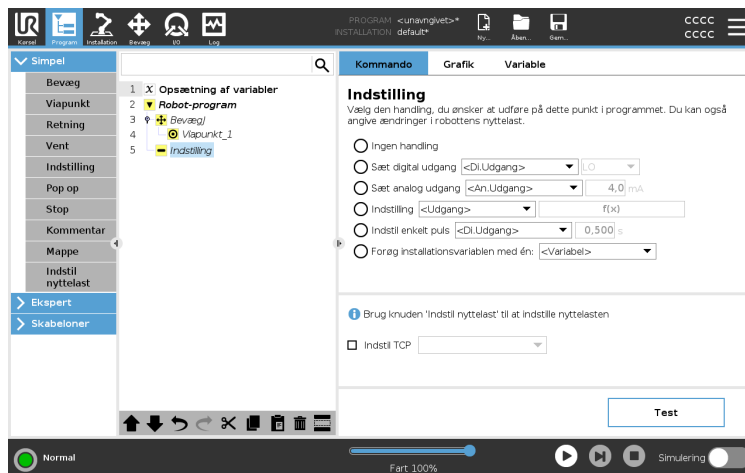 PROGRAM <unavngivet>*
INSTALLATION default*
Kørsel Program Installation Bevæg I/O Log Ny... Åben... Gem...
CCCC
CCCC
Simpel
Bevæg
Viapunkt
Retning
Vent
Indstilling
Pop op
Stop
Kommentar
Mappe
Indstil
nyttelast
Ekspert
Skabeloner
1 X Opsætning af variabler
2 Robot-program
3 BevægJ
4 Viapunkt_1
5 Indstilling
Kommando Grafik Variable
Indstilling
Vælg den handling, du ønsker at udføre på dette punkt i programmet. Du kan også
angive ændringer i robottens nyttelast.
Ingen handling
Sæt digital udgang <Di.Udgang> LO
Sæt analog udgang <An.Udgang> 4,0 mA
Indstilling <Udgang> f(x)
Indstil enkelt puls <Di.Udgang> 0,500 s
Forøg installationsvariablen med én: <Variabel>
Brug knuden 'Indstil nyttelast' til at indstille nyttelasten
Indstil TCP
Test
Normal
Fart 100%
Simulering